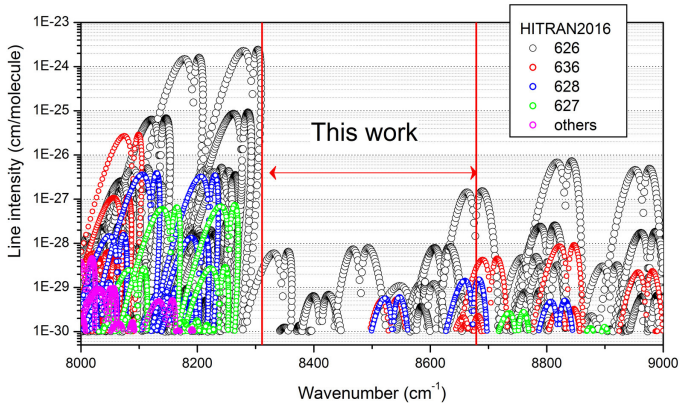 1E-23
1E-24
1E-25
1E-26
1E-27
1E-28
1E-29
1E-30
Line intensity (cm/molecule)
HITRAN2016
626
636
628
627
others
This work
8000 8200 8400 8600 8800 9000
Wavenumber (cm⁻¹)